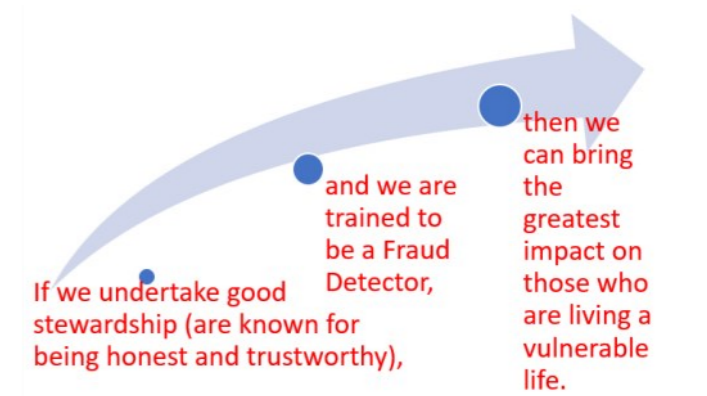 If we undertake good
stewardship (are known for
being honest and trustworthy),
and we are
trained to
be a Fraud
Detector,
then we
can bring
the
greatest
impact on
those who
are living a
vulnerable
life.